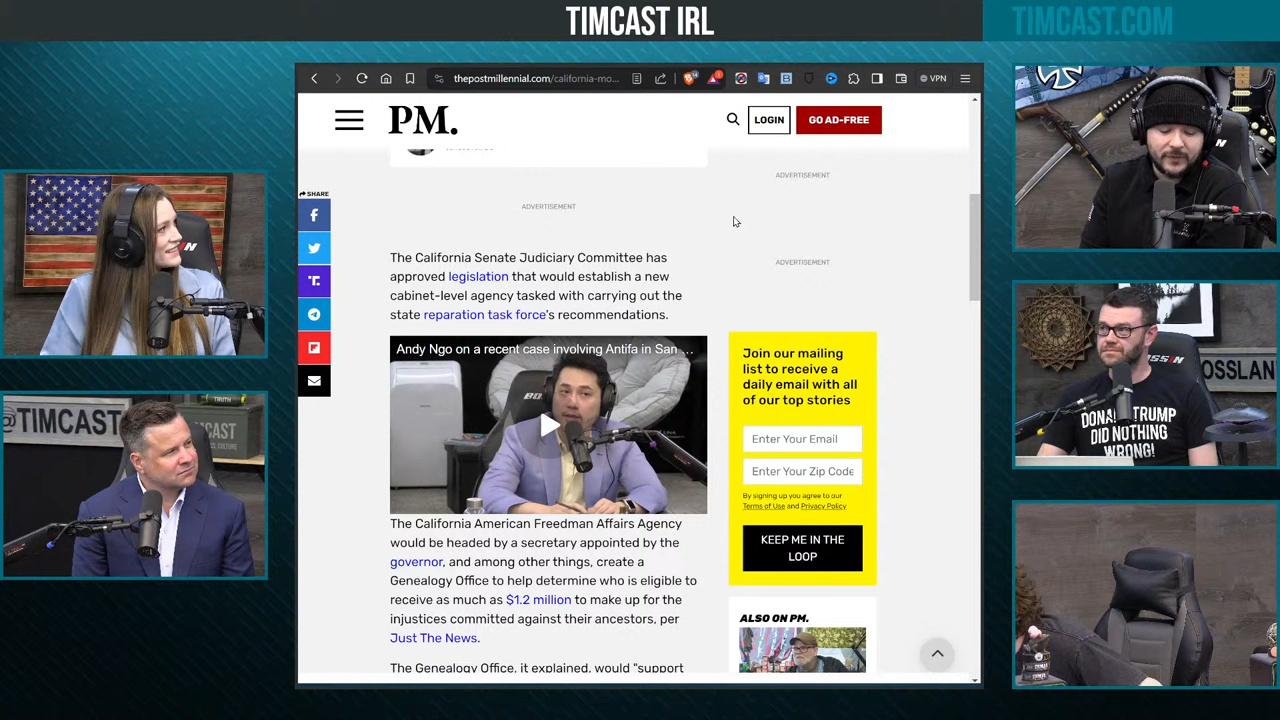 TIMCAST IRL
TIMCAST.COM
thepostmillennial.com/california-mo...
VPN
PM.
LOGIN
GO AD-FREE
SHARE
ADVERTISEMENT
ADVERTISEMENT
ADVERTISEMENT
The California Senate Judiciary Committee has
approved legislation that would establish a new
cabinet-level agency tasked with carrying out the
state reparation task force's recommendations.
Andy Ngo on a recent case involving Antifa in San ...
The California American Freedman Affairs Agency
would be headed by a secretary appointed by the
governor, and among other things, create a
Genealogy Office to help determine who is eligible to
receive as much as $1.2 million to make up for the
injustices committed against their ancestors, per
Just The News.
The Genealogy Office, it explained, would "support
Join our mailing
list to receive a
daily email with all
of our top stories
Enter Your Email
Enter Your Zip Code
By signing up you agree to our
Terms of Use and Privacy Policy
KEEP ME IN THE
LOOP
ALSO ON PM.
@TIMCAST
TRUTH
DONALD TRUMP
DID NOTHING
WRONG!